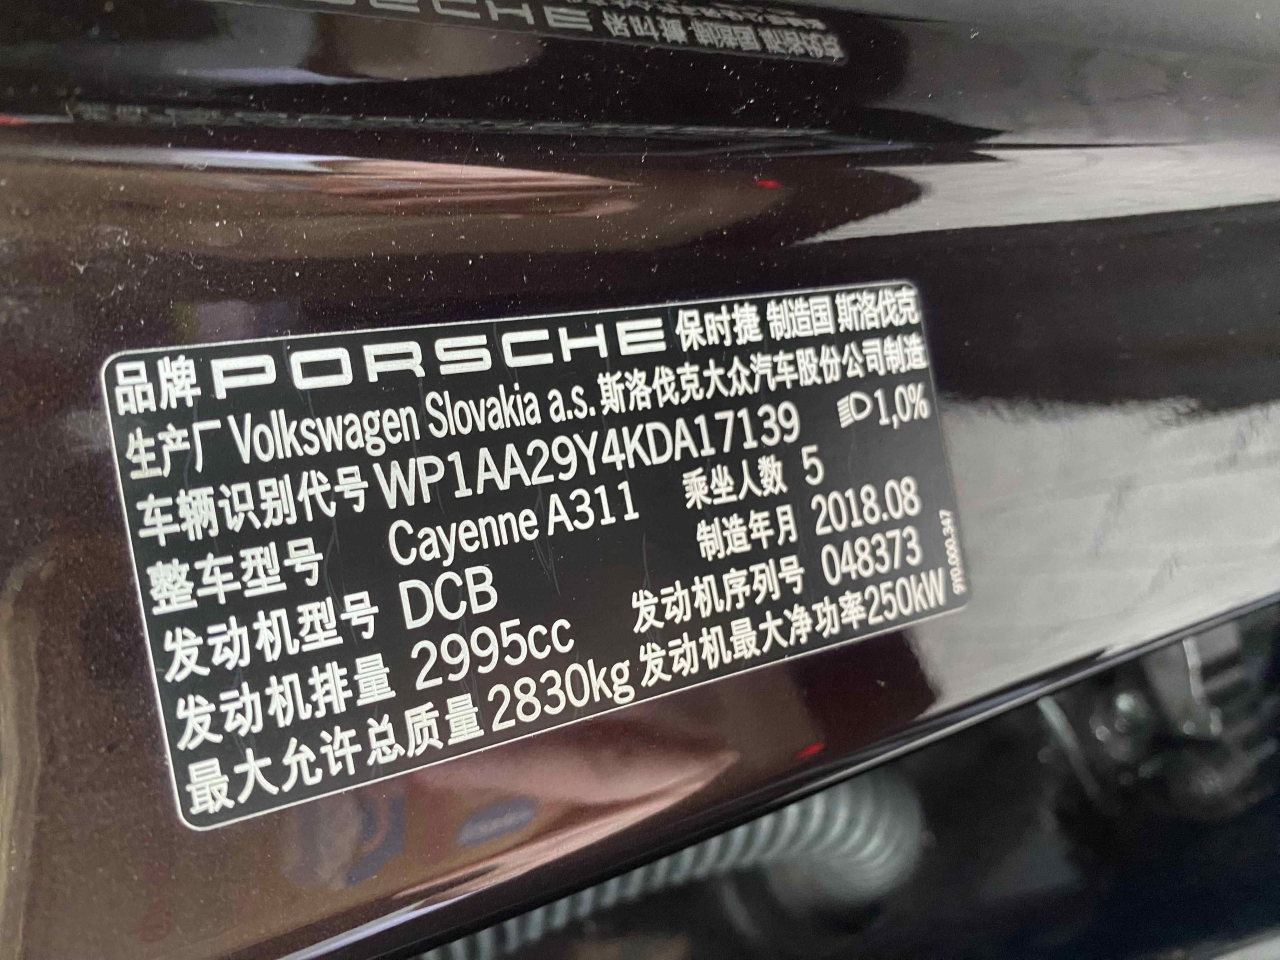 品牌 PORSCHE 保时捷 制造国 斯洛伐克
生产厂 Volkswagen Slovakia a.s. 斯洛伐克大众汽车股份公司制造
车辆识别代号 WP1AA29Y4KDA17139 1,0%
整车型号 Cayenne A311 乘坐人数 5
发动机型号 DCB 制造年月 2018.08
发动机排量 2995cc 发动机序列号 048373
最大允许总质量 2830kg 发动机最大净功率250kW
9Y0.000.347